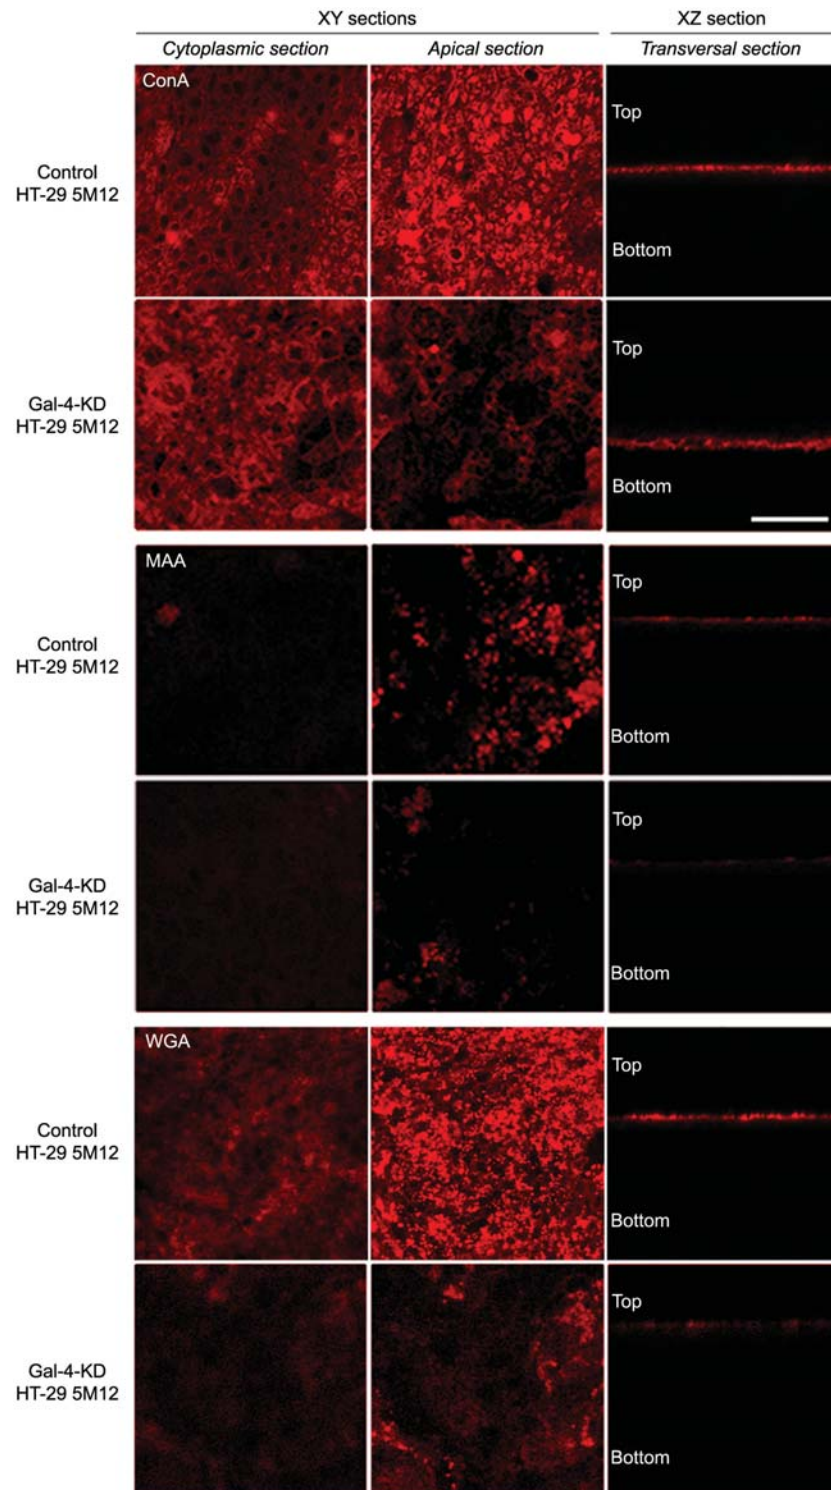 XY sections
XZ section
Cytoplasmic section
Apical section
Transversal section
ConA
Control
HT-29 5M12
Top
Bottom
Gal-4-KD
HT-29 5M12
Top
Bottom
MAA
Control
HT-29 5M12
Top
Bottom
Gal-4-KD
HT-29 5M12
Top
Bottom
WGA
Control
HT-29 5M12
Top
Bottom
Gal-4-KD
HT-29 5M12
Top
Bottom